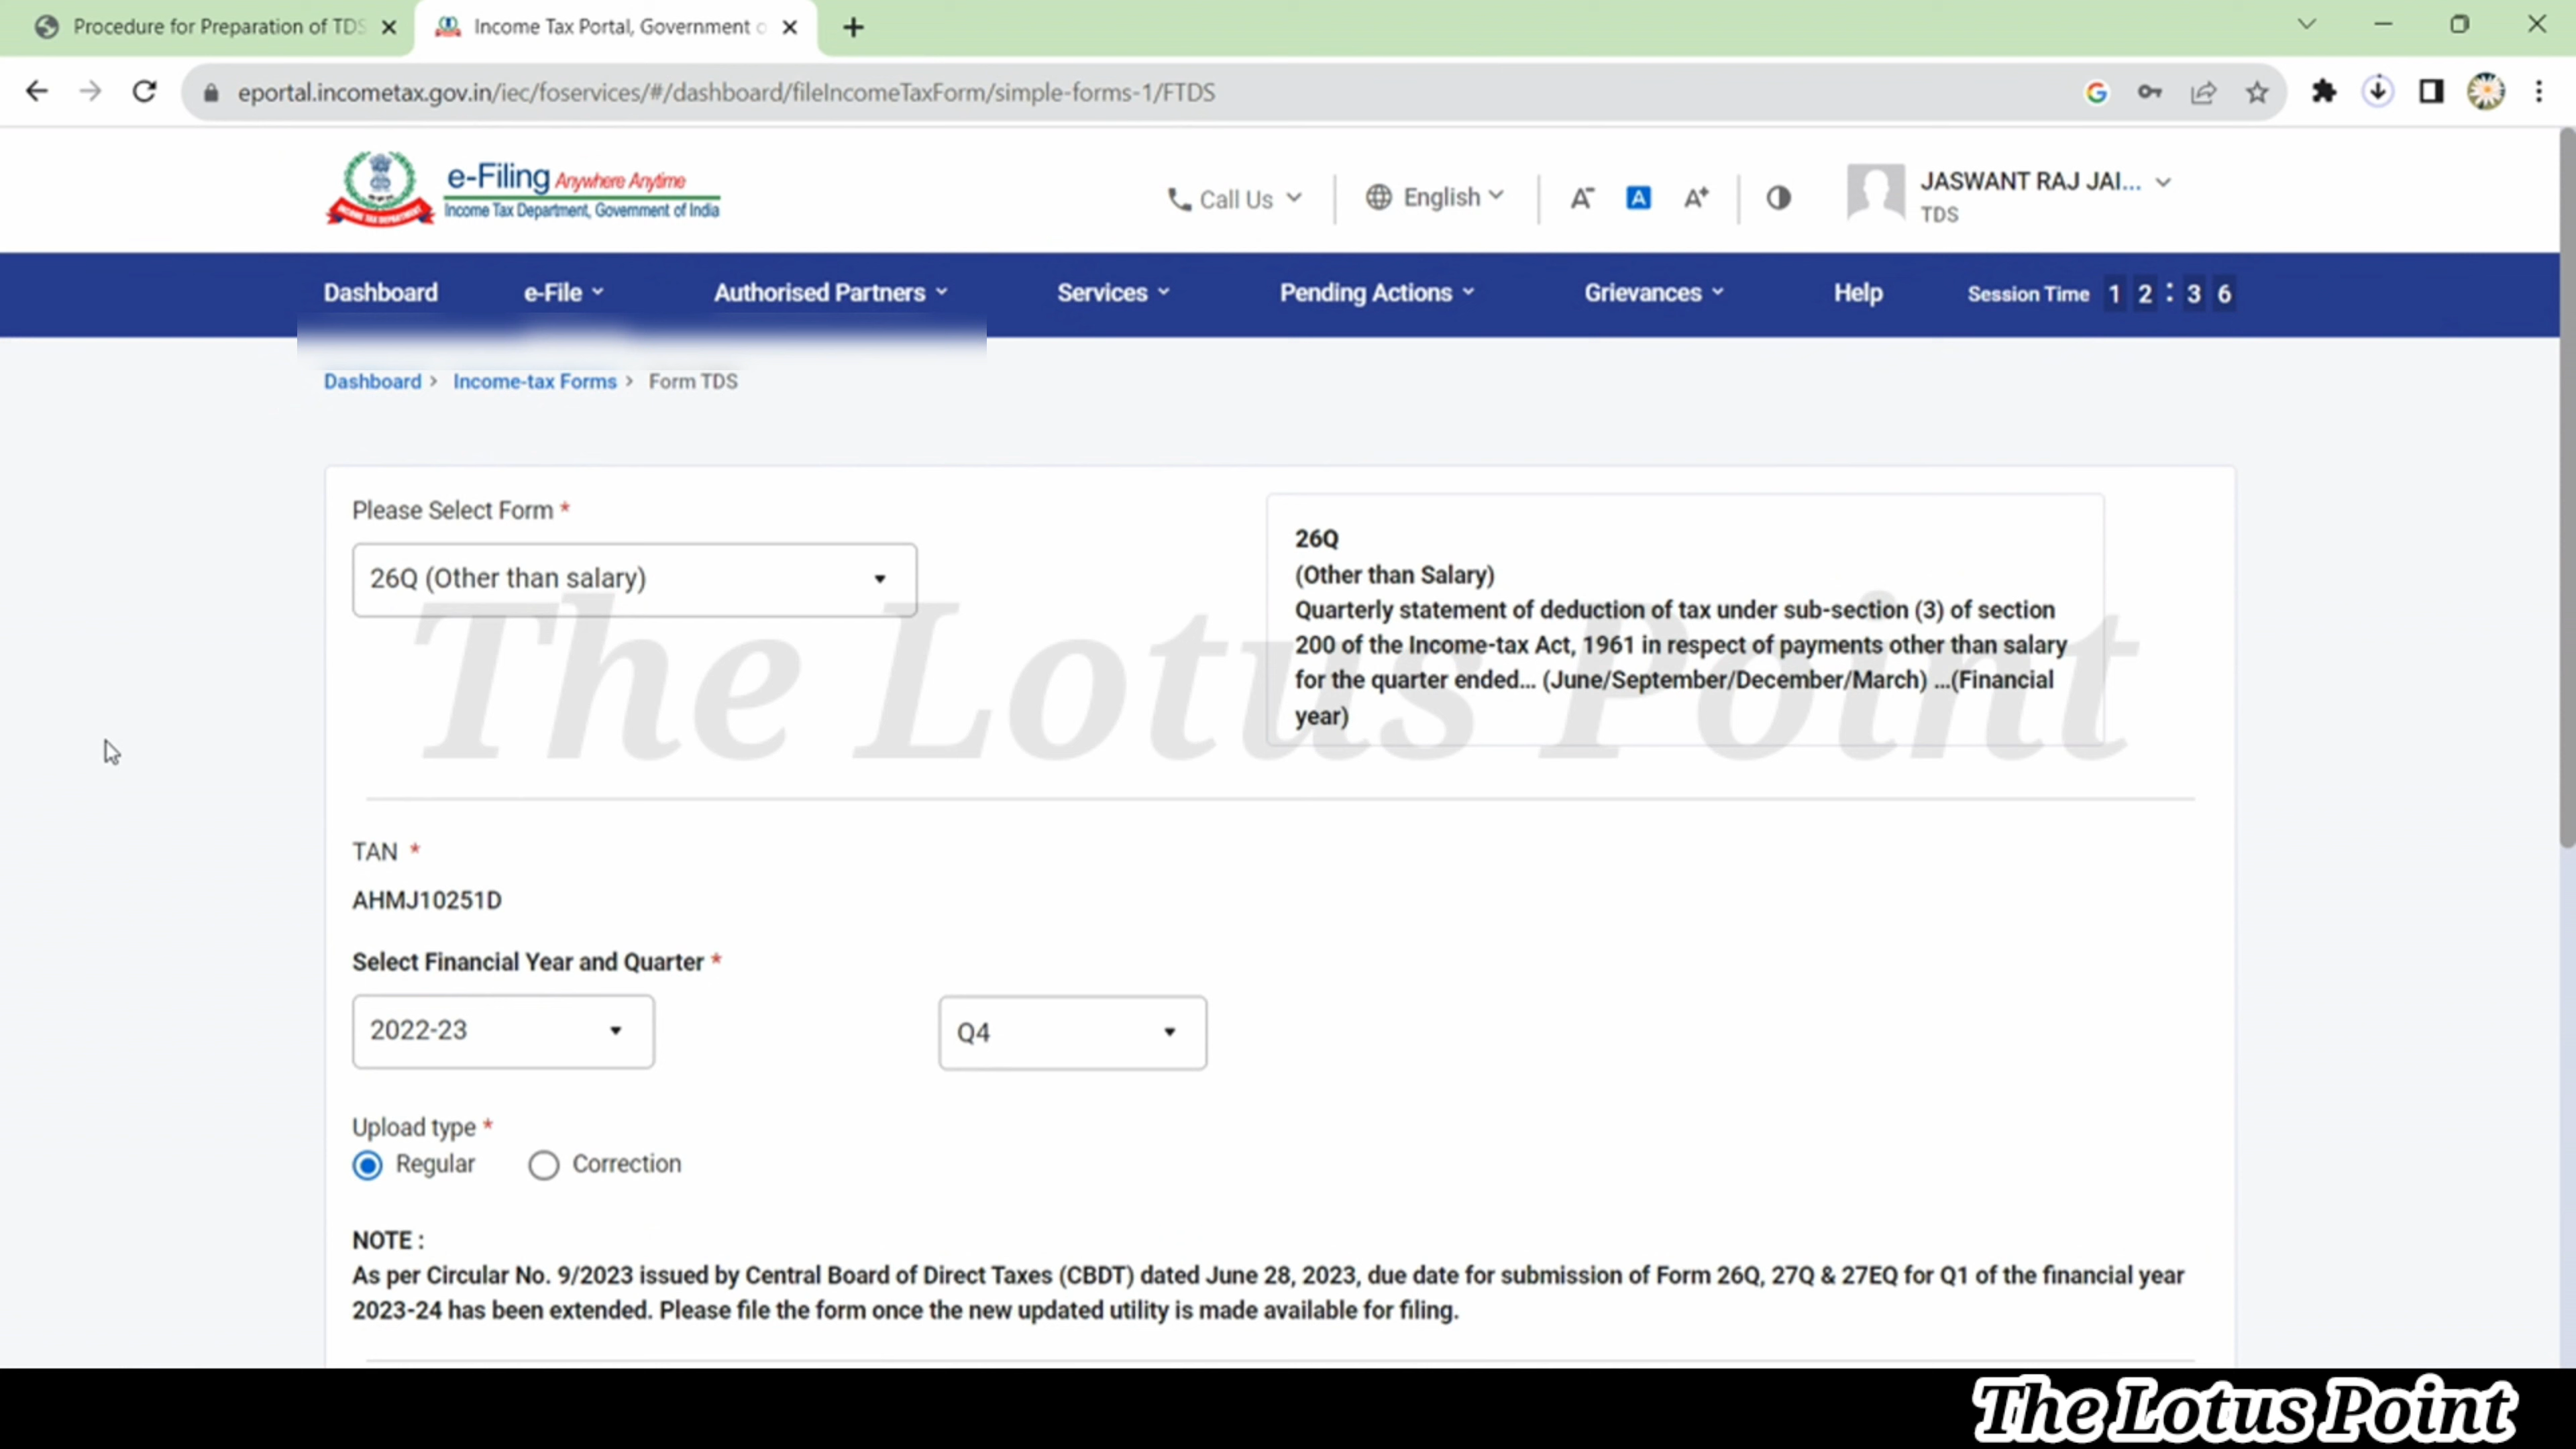 Procedure for Preparation of TDS
Income Tax Portal, Government o
eportal.incometax.gov.in/iec/foservices/#/dashboard/fileIncomeTaxForm/simple-forms-1/FTDS
e-Filing Anywhere Anytime
Income Tax Department, Government of India
INCOME TAX DEPARTMENT
Call Us
English
A-
A
A+
JASWANT RAJ JAI...
TDS
Dashboard e-File Authorised Partners Services Pending Actions Grievances Help Session Time 12:36
Dashboard > Income-tax Forms > Form TDS
Please Select Form *
26Q (Other than salary)
26Q
(Other than Salary)
Quarterly statement of deduction of tax under sub-section (3) of section
200 of the Income-tax Act, 1961 in respect of payments other than salary
for the quarter ended... (June/September/December/March) ...(Financial
year)
The Lotus Point
TAN *
AHMJ10251D
Select Financial Year and Quarter *
2022-23 Q4
Upload type *
Regular Correction
NOTE :
As per Circular No. 9/2023 issued by Central Board of Direct Taxes (CBDT) dated June 28, 2023, due date for submission of Form 26Q, 27Q & 27EQ for Q1 of the financial year
2023-24 has been extended. Please file the form once the new updated utility is made available for filing.
The Lotus Point